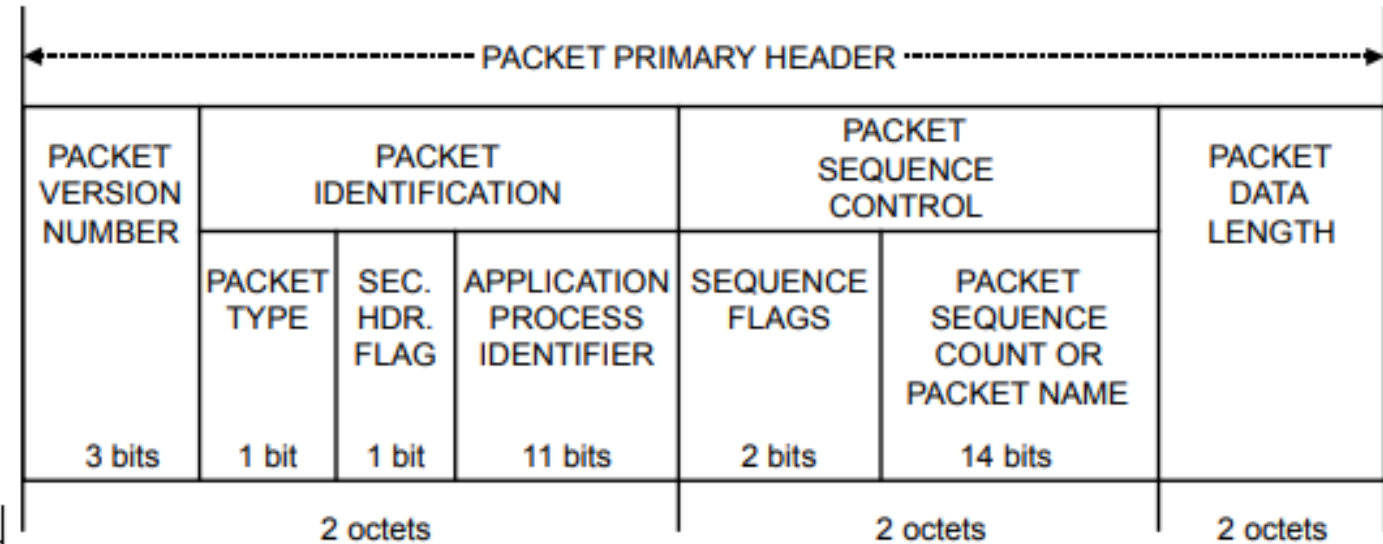 PACKET PRIMARY HEADER
PACKET
VERSION
NUMBER
3 bits
PACKET
IDENTIFICATION
PACKET
TYPE
1 bit
SEC.
HDR.
FLAG
1 bit
APPLICATION
PROCESS
IDENTIFIER
11 bits
PACKET
SEQUENCE
CONTROL
SEQUENCE
FLAGS
2 bits
PACKET
SEQUENCE
COUNT OR
PACKET NAME
14 bits
PACKET
DATA
LENGTH
2 octets
2 octets
2 octets